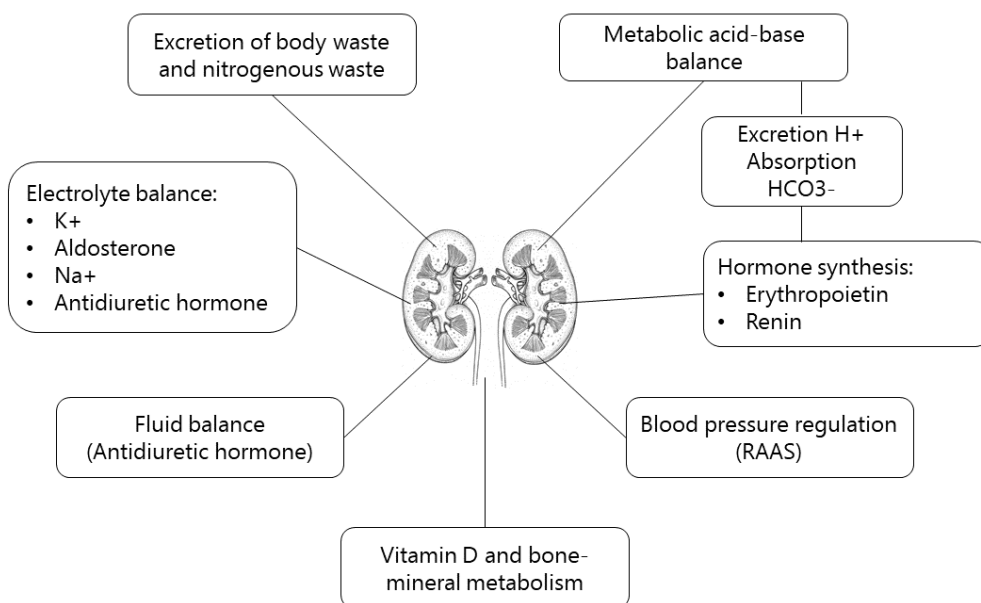 Excretion of body waste
and nitrogenous waste
Metabolic acid-base
balance
Excretion H+
Absorption
HCO3-
Electrolyte balance:
• K+
• Aldosterone
• Na+
• Antidiuretic hormone
Hormone synthesis:
• Erythropoietin
• Renin
Fluid balance
(Antidiuretic hormone)
Blood pressure regulation
(RAAS)
Vitamin D and bone-
mineral metabolism